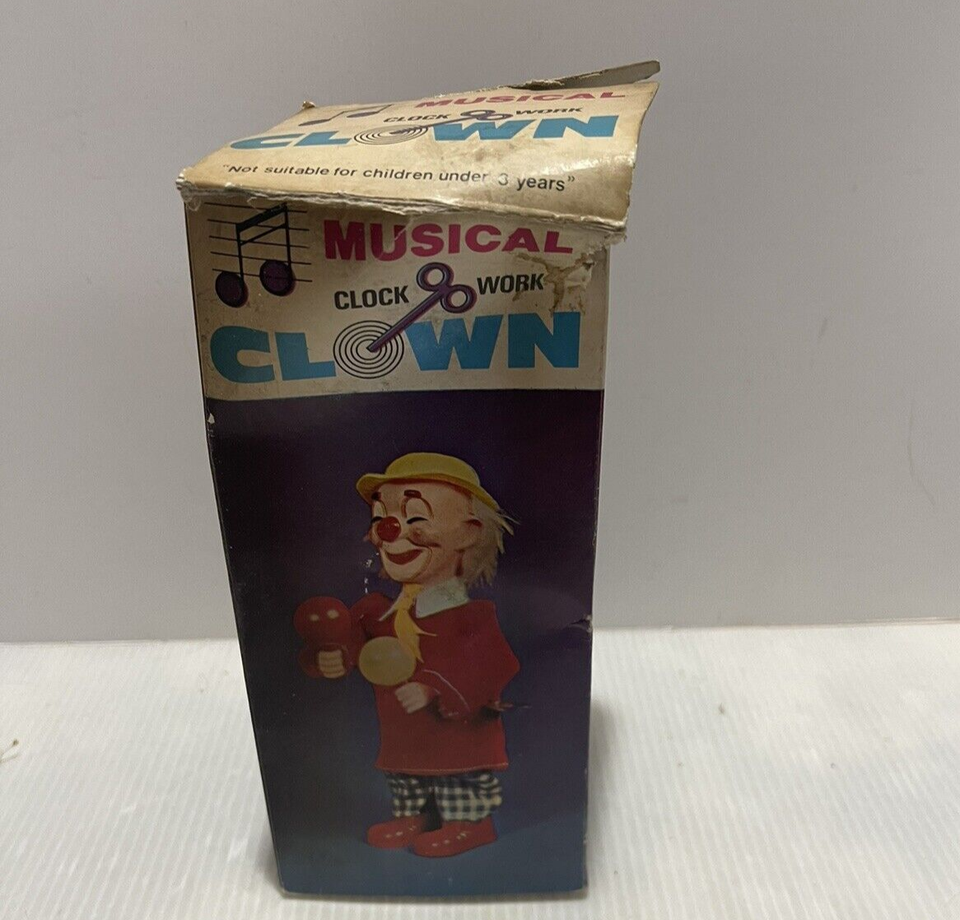 MUSICAL
CLOCK WORK
CLOWN
"Not suitable for children under 3 years"
MUSICAL
CLOCK WORK
CLOWN